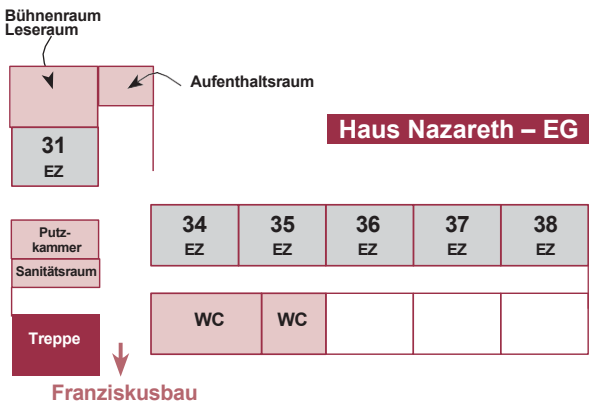 Bühnenraum
Leseraum
Aufenthaltsraum
Haus Nazareth – EG
31
EZ
34
EZ
35
EZ
36
EZ
37
EZ
38
EZ
Putz-
kammer
Sanitätsraum
WC
WC
Treppe
Franziskusbau